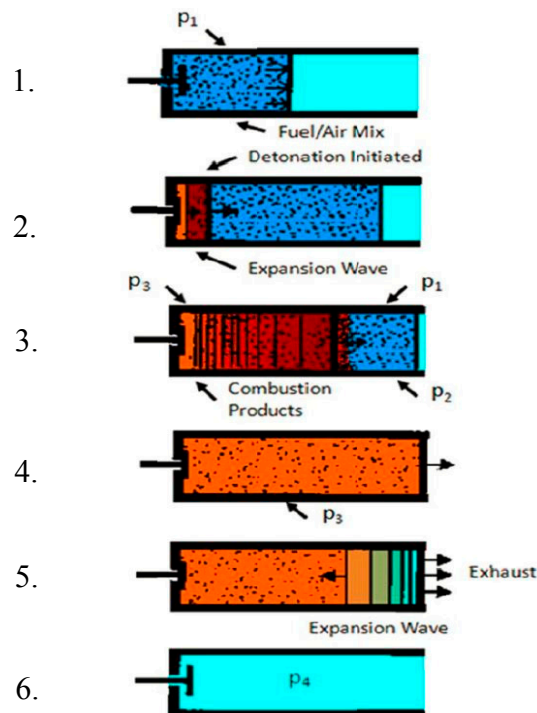 p1
1.
Fuel/Air Mix
Detonation Initiated
2.
Expansion Wave
p3
p1
3.
Combustion
Products
p2
4.
p3
5.
Exhaust
Expansion Wave
p4
6.